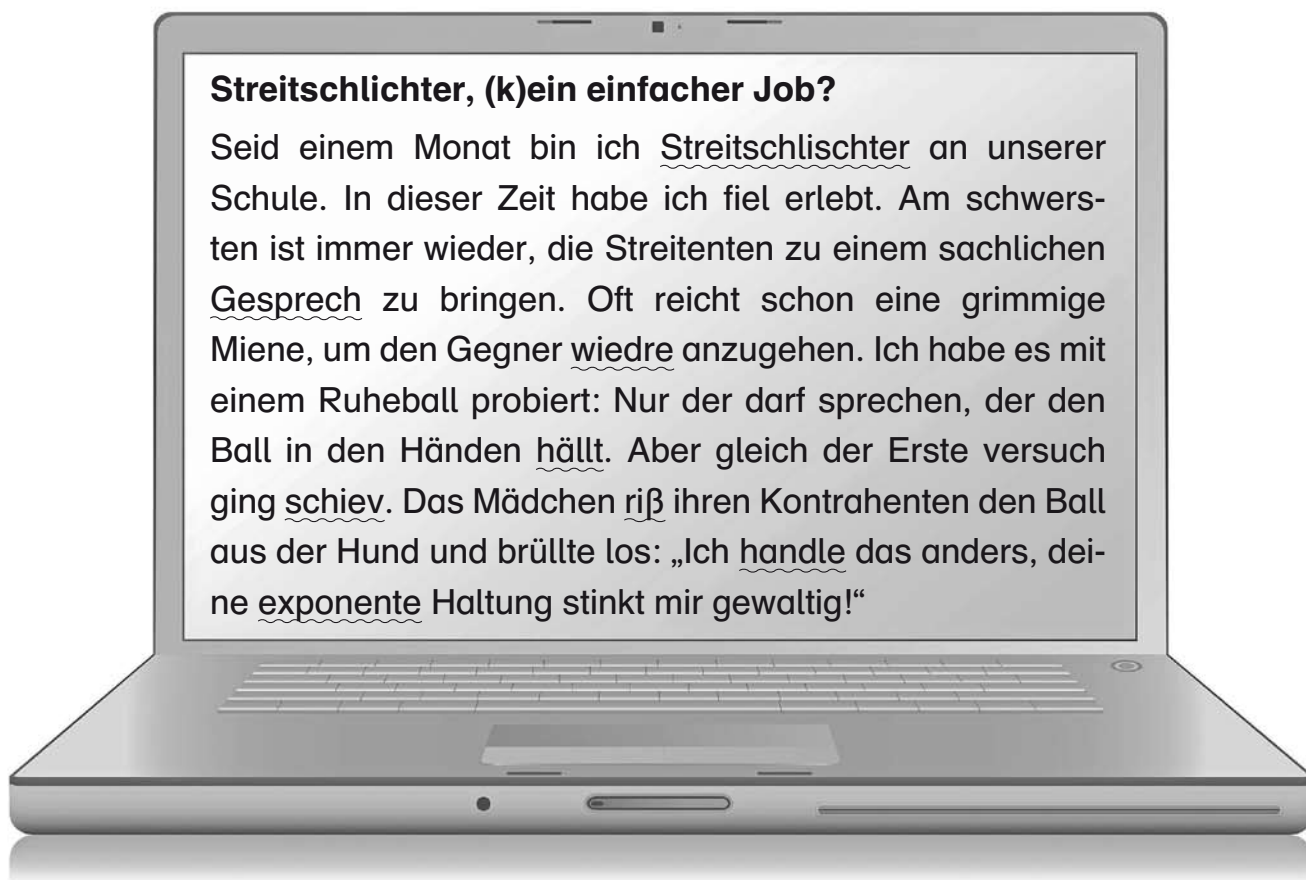 Streitschlichter, (k)ein einfacher Job?
Seid einem Monat bin ich Streitschlischter an unserer
Schule. In dieser Zeit habe ich fiel erlebt. Am schwers-
ten ist immer wieder, die Streitenten zu einem sachlichen
Gesprech zu bringen. Oft reicht schon eine grimmige
Miene, um den Gegner wiedre anzugehen. Ich habe es mit
einem Ruheball probiert: Nur der darf sprechen, der den
Ball in den Händen hällt. Aber gleich der Erste versuch
ging schiev. Das Mädchen riß ihren Kontrahenten den Ball
aus der Hund und brüllte los: „Ich handle das anders, dei-
ne exponente Haltung stinkt mir gewaltig!“